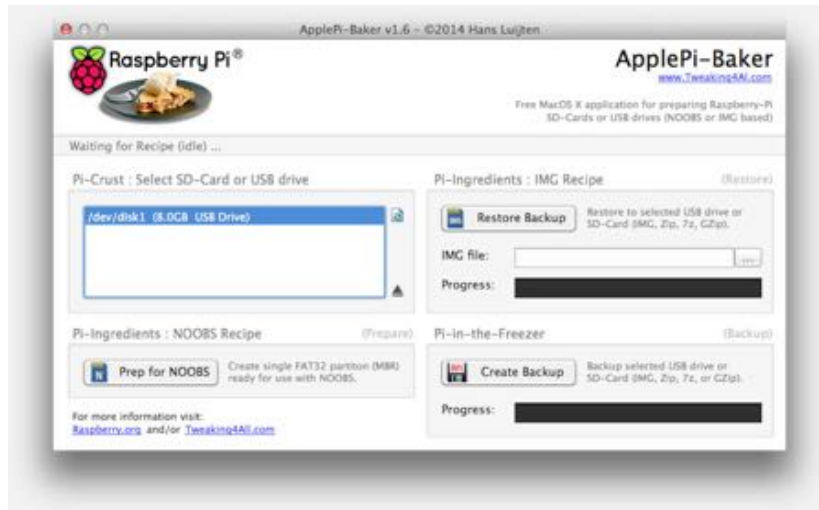 ApplePi-Baker v1.6 - ©2014 Hans Luijten
Raspberry Pi®
ApplePi-Baker
www.Tweaking4All.com
Free MacOS X application for preparing Raspberry-Pi
SD-Cards or USB drives (NOOBS or IMG based)
Waiting for Recipe (idle) ...
Pi-Crust : Select SD-Card or USB drive
/dev/disk1 (8.0GB USB Drive)
Pi-Ingredients : NOOBS Recipe (Prepare)
Prep for NOOBS
Create single FAT32 partition (MBR)
ready for use with NOOBS.
For more information visit:
Raspberry.org and/or Tweaking4All.com
Pi-Ingredients : IMG Recipe (Restore)
Restore Backup
Restore to selected USB drive or
SD-Card (IMG, Zip, 7z, GZip).
IMG file: ...
Progress:
Pi-in-the-Freezer (Backup)
Create Backup
Backup selected USB drive or
SD-Card (IMG, Zip, 7z, or GZip).
Progress: